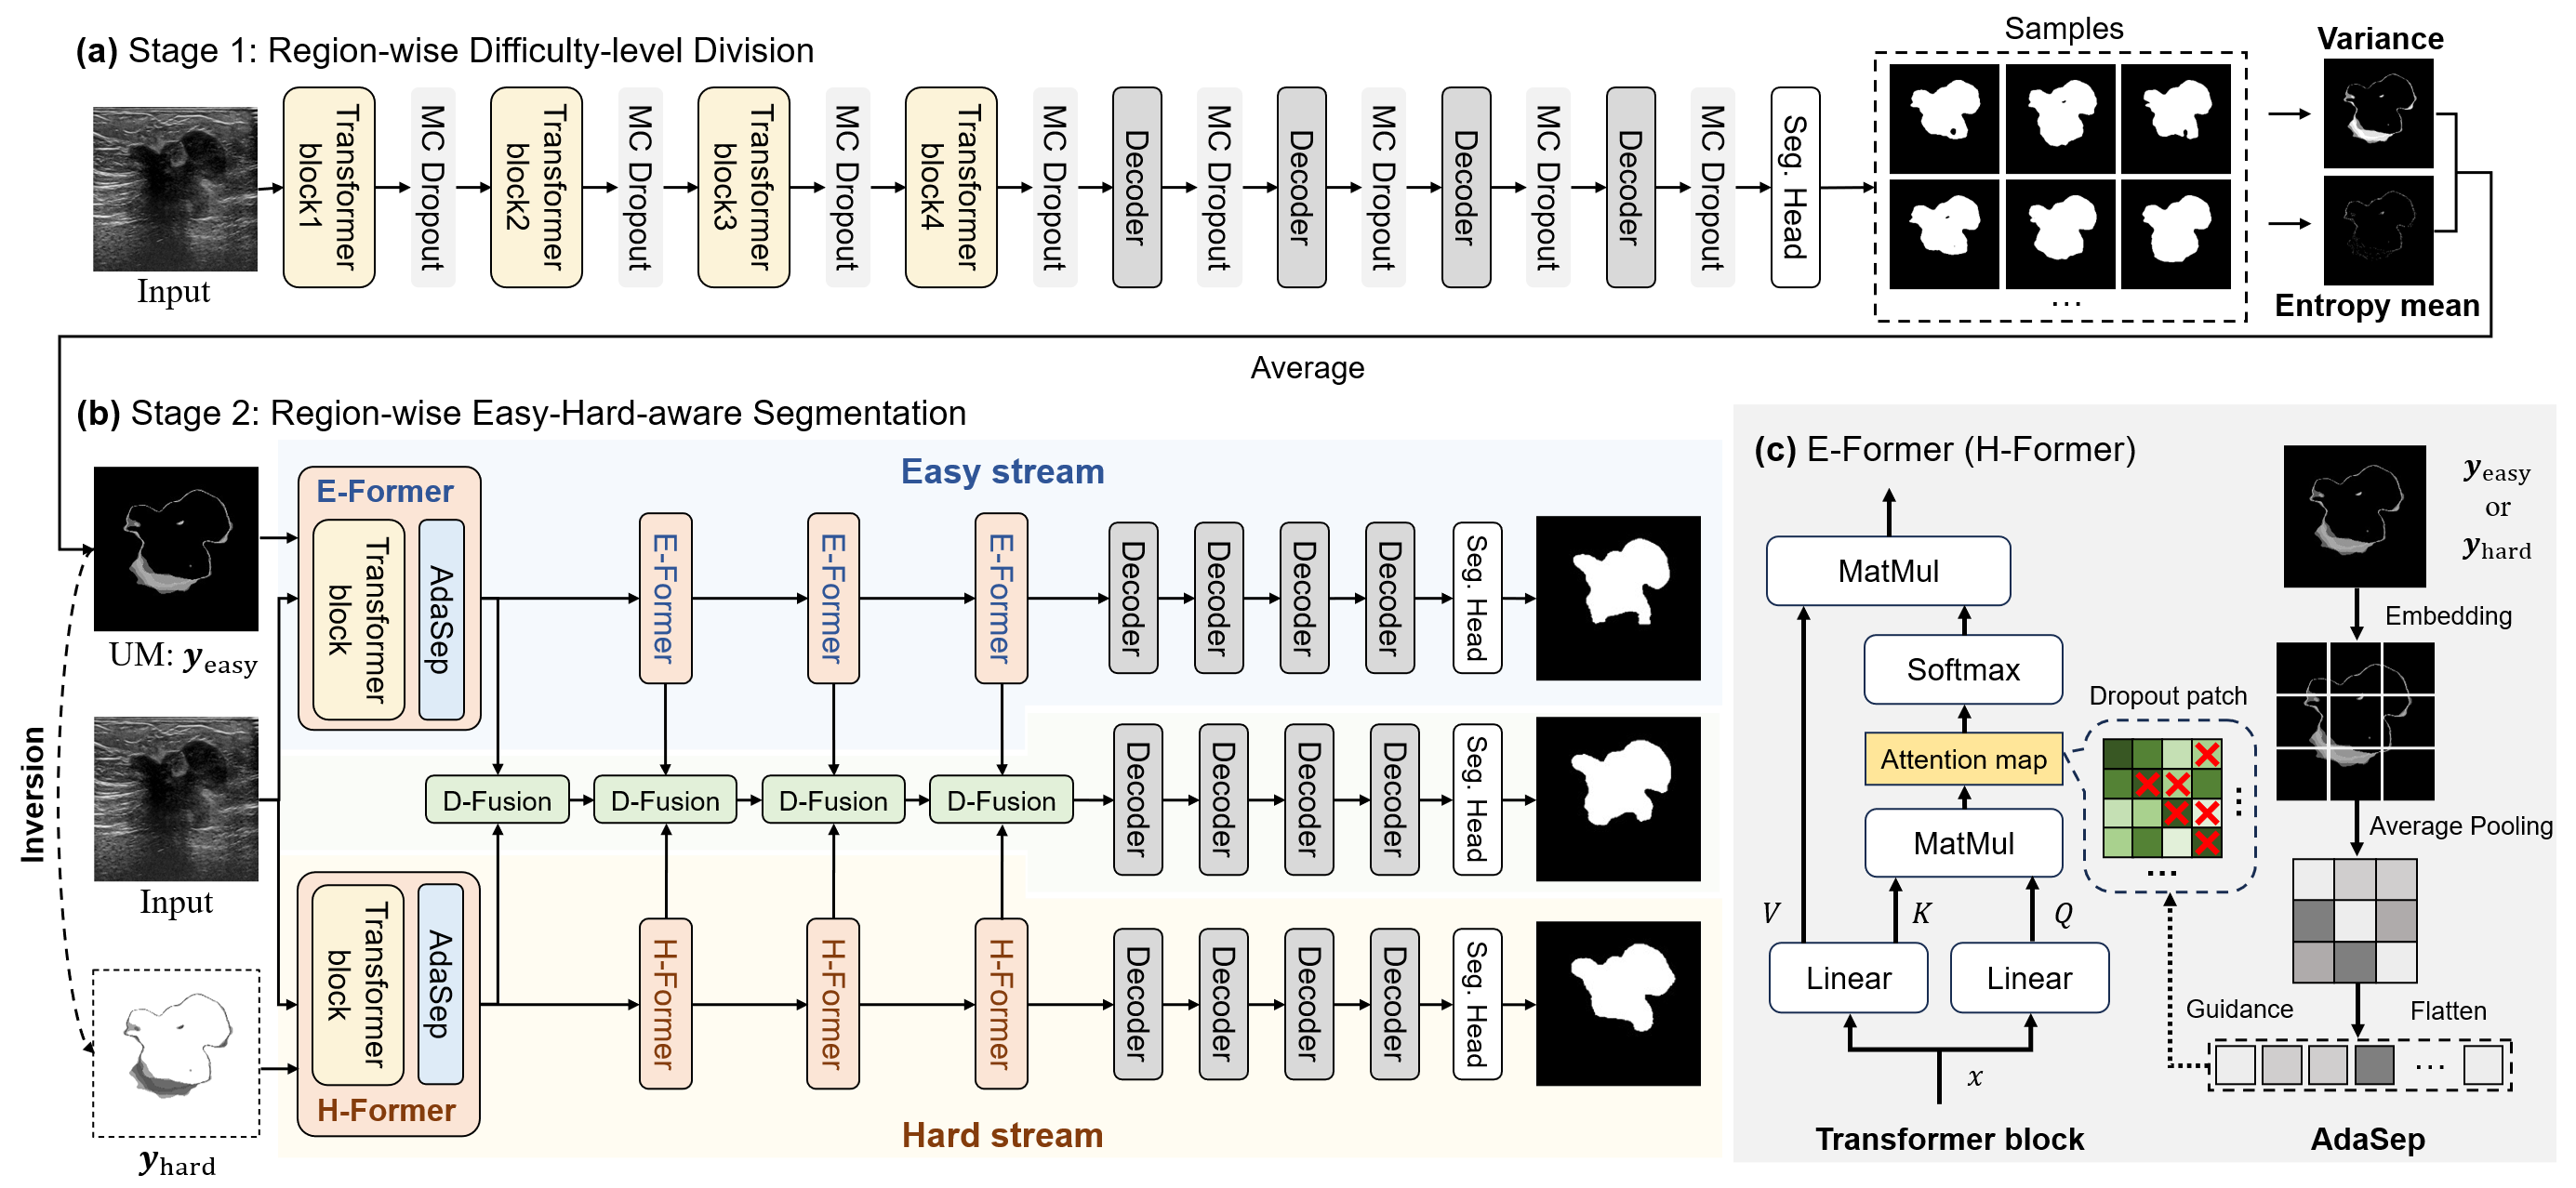 (a) Stage 1: Region-wise Difficulty-level Division
Samples
Variance
Input
Transformer
block1
MC Dropout
Transformer
block2
MC Dropout
Transformer
block3
MC Dropout
Transformer
block4
MC Dropout
Decoder
MC Dropout
Decoder
MC Dropout
Decoder
MC Dropout
Decoder
MC Dropout
Seg. Head
...
Entropy mean
Average
(b) Stage 2: Region-wise Easy-Hard-aware Segmentation
Easy stream
E-Former
Transformer
block
AdaSep
E-Former
E-Former
E-Former
Decoder
Decoder
Decoder
Decoder
Seg. Head
UM: y easy
Inversion
Input
D-Fusion
D-Fusion
D-Fusion
D-Fusion
Decoder
Decoder
Decoder
Decoder
Seg. Head
Transformer
block
AdaSep
H-Former
H-Former
H-Former
H-Former
Decoder
Decoder
Decoder
Decoder
Seg. Head
y hard
Hard stream
(c) E-Former (H-Former)
MatMul
Softmax
Attention map
MatMul
V
K
Q
Linear
Linear
x
Transformer block
Dropout patch
...
...
y easy
or
y hard
Embedding
Average Pooling
Guidance
Flatten
...
AdaSep